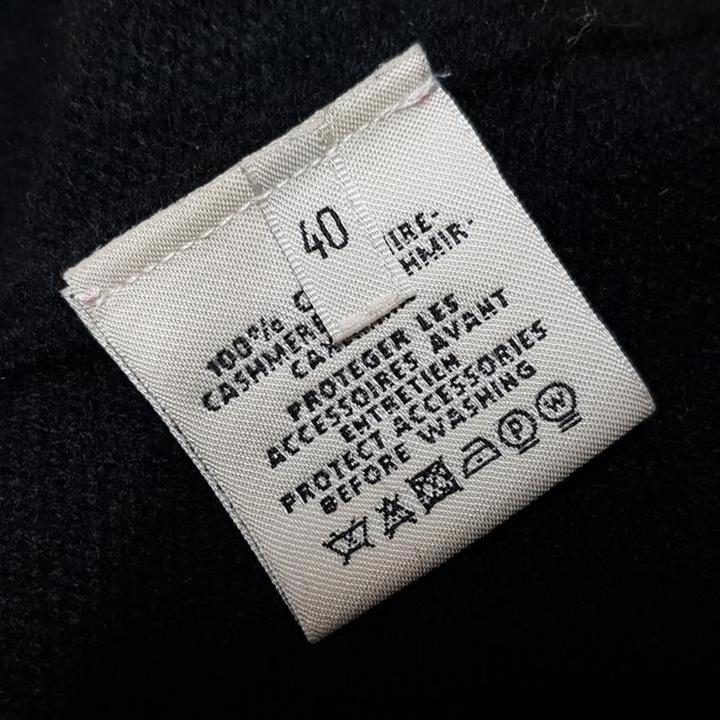 40
100%
CASHMERE
PROTEGER LES
ACCESSOIRES AVANT
ENTRETIEN
PROTECT ACCESSORIES
BEFORE WASHING
P W